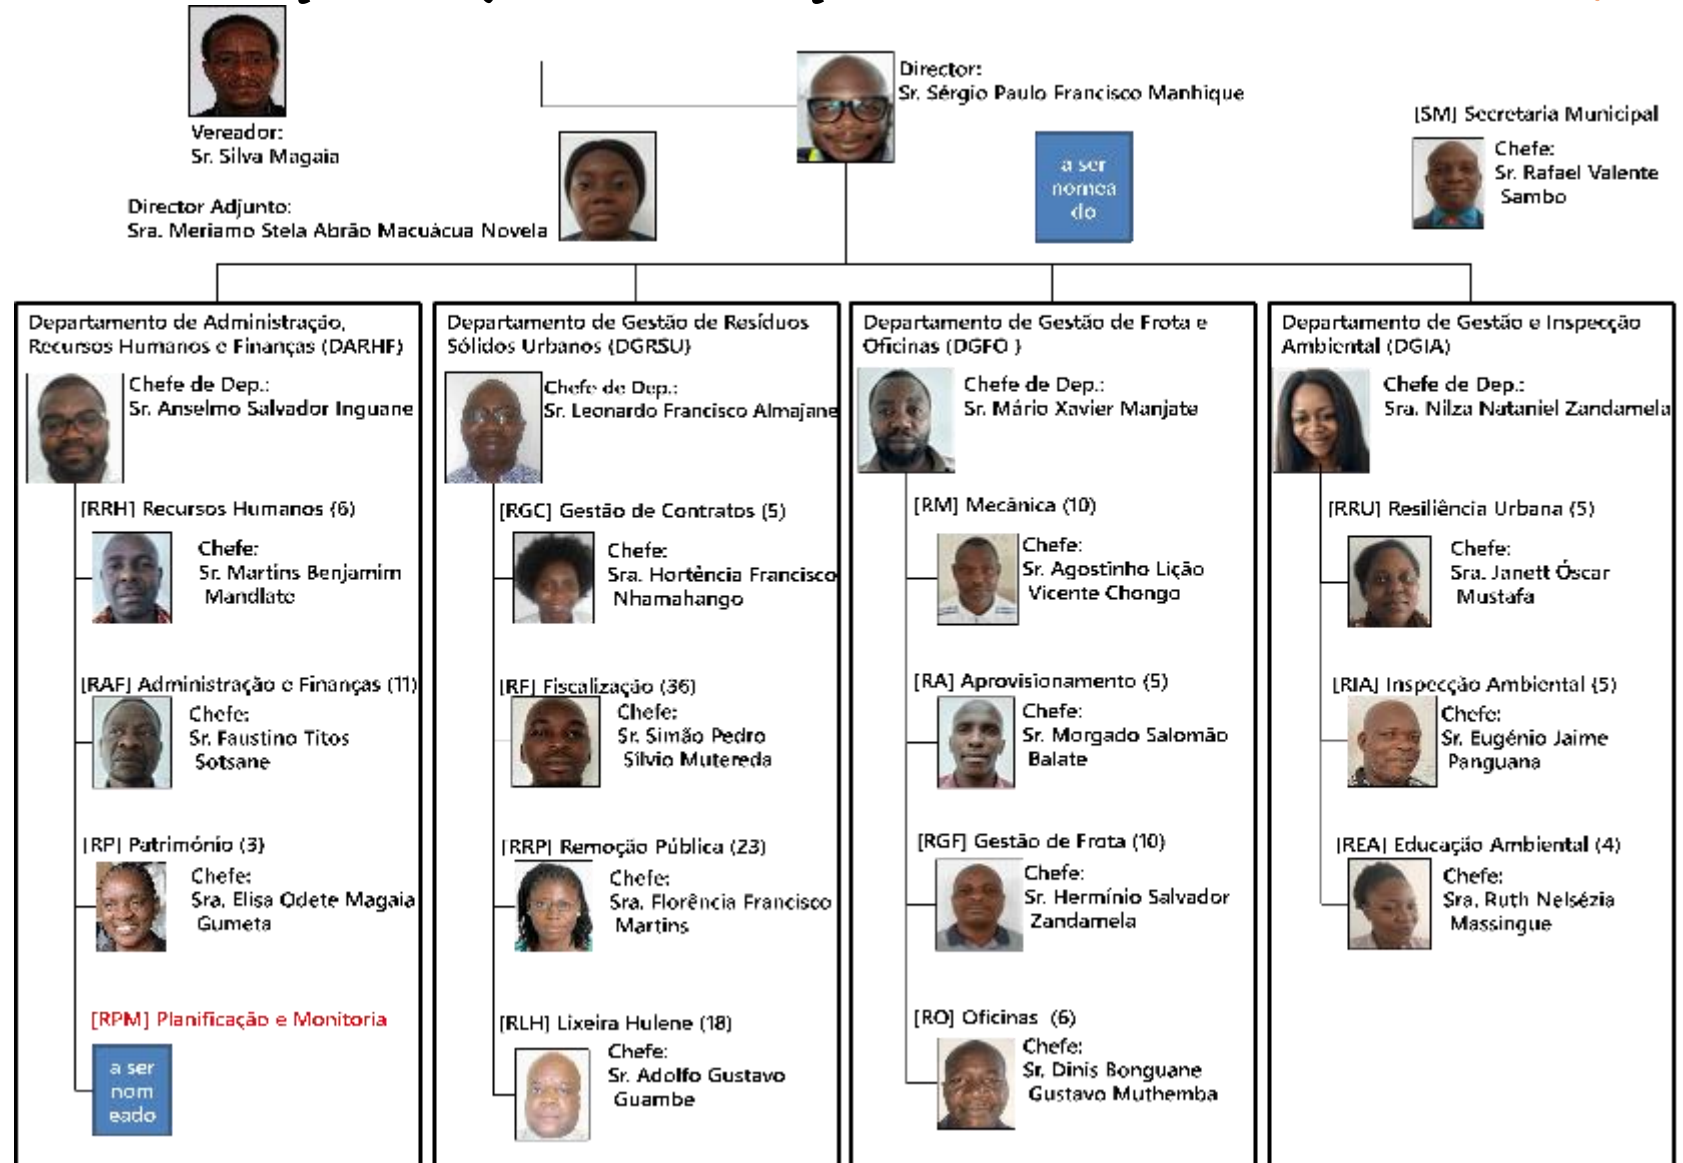 Director:
Sr. Sérgio Paulo Francisco Manhique
[SM] Secretaria Municipal
Chefe:
Sr. Rafael Valente
Sambo
Vereador:
Sr. Silva Magaia
a ser
nomea
do
Director Adjunto:
Sra. Meriamo Stela Abrão Macuácua Novela
Departamento de Administração,
Recursos Humanos e Finanças (DARHF)
Chefe de Dep.:
Sr. Anselmo Salvador Inguane
[RRH] Recursos Humanos (6)
Chefe:
Sr. Martins Benjamim
Mandlate
[RAF] Administração e Finanças (11)
Chefe:
Sr. Faustino Titos
Sotsane
[RP] Património (3)
Chefe:
Sra. Elisa Odete Magaia
Gumeta
[RPM] Planificação e Monitoria
a ser
nom
eado
Departamento de Gestão de Resíduos
Sólidos Urbanos (DGRSU)
Chefe de Dep.:
Sr. Leonardo Francisco Almajane
[RGC] Gestão de Contratos (5)
Chefe:
Sra. Hortência Francisco
Nhamahango
[RF] Fiscalização (36)
Chefe:
Sr. Simão Pedro
Silvio Mutereda
[RRP] Remoção Pública (23)
Chefe:
Sra. Florência Francisco
Martins
[RLH] Lixeira Hulene (18)
Chefe:
Sr. Adolfo Gustavo
Guambe
Departamento de Gestão de Frota e
Oficinas (DGFO )
Chefe de Dep.:
Sr. Mário Xavier Manjate
[RM] Mecânica (10)
Chefe:
Sr. Agostinho Lição
Vicente Chongo
[RA] Aprovisionamento (5)
Chefe:
Sr. Morgado Salomão
Balate
[RGF] Gestão de Frota (10)
Chefe:
Sr. Hermínio Salvador
Zandamela
[RO] Oficinas (6)
Chefe:
Sr. Dinis Bonguane
Gustavo Muthemba
Departamento de Gestão e Inspecção
Ambiental (DGIA)
Chefe de Dep.:
Sra. Nilza Nataniel Zandamela
[RRU] Resiliência Urbana (5)
Chefe:
Sra. Janett Óscar
Mustafa
[RIA] Inspecção Ambiental (5)
Chefe:
Sr. Eugénio Jaime
Panguana
[REA] Educação Ambiental (4)
Chefe:
Sra. Ruth Nelsézia
Massingue